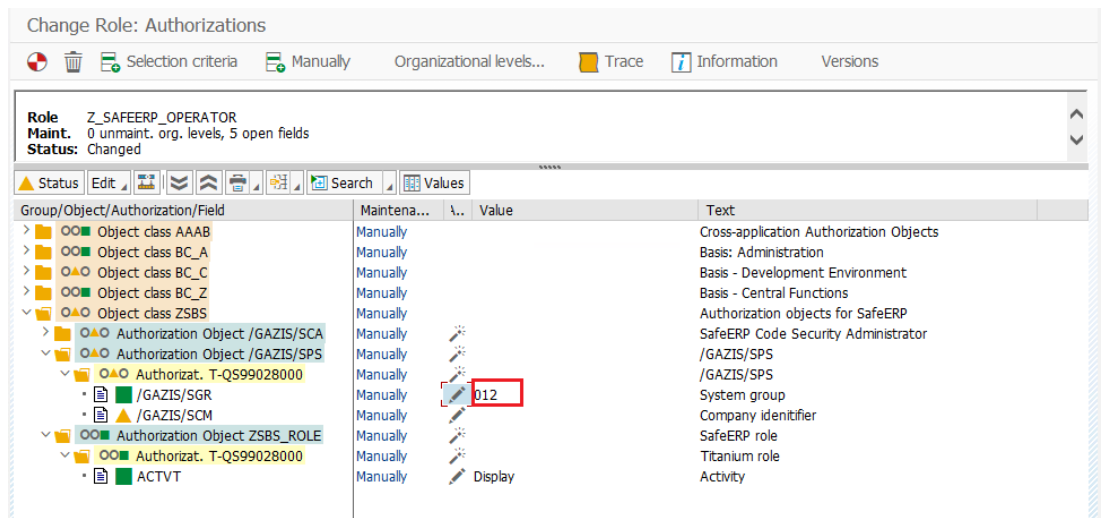 Change Role: Authorizations
Selection criteria Manually Organizational levels... Trace Information Versions
Role Z_SAFEERP_OPERATOR
Maint. 0 unmaint. org. levels, 5 open fields
Status: Changed
Status Edit Search Values
Group/Object/Authorization/Field Maintena... Value Text
Object class AAAB Manually Cross-application Authorization Objects
Object class BC_A Manually Basis: Administration
Object class BC_C Manually Basis - Development Environment
Object class BC_Z Manually Basis - Central Functions
Object class ZSBS Manually Authorization objects for SafeERP
Authorization Object /GAZIS/SCA Manually SafeERP Code Security Administrator
Authorization Object /GAZIS/SPS Manually /GAZIS/SPS
Authorizat. T-QS99028000 Manually /GAZIS/SPS
/GAZIS/SGR Manually 012 System group
/GAZIS/SCM Manually Company idenitifier
Authorization Object ZSBS_ROLE Manually SafeERP role
Authorizat. T-QS99028000 Manually Titanium role
ACTVT Manually Display Activity